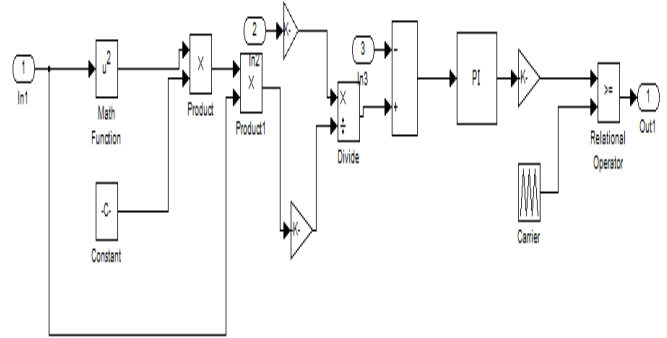 1
In1
u²
Math
Function
-C-
Constant
×
Product
×
Product1
2
In2
K-
K-
×
÷
Divide
3
In3
-
+
PI
K-
Carrier
>=
Relational
Operator
1
Out1